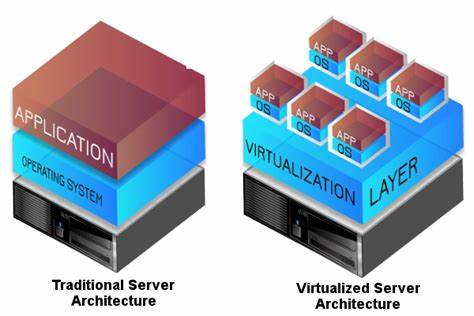 APPLICATION
OPERATING SYSTEM
Traditional Server
Architecture
APP
OS
APP
OS
APP
OS
APP
OS
APP
OS
APP
OS
VIRTUALIZATION LAYER
Virtualized Server
Architecture